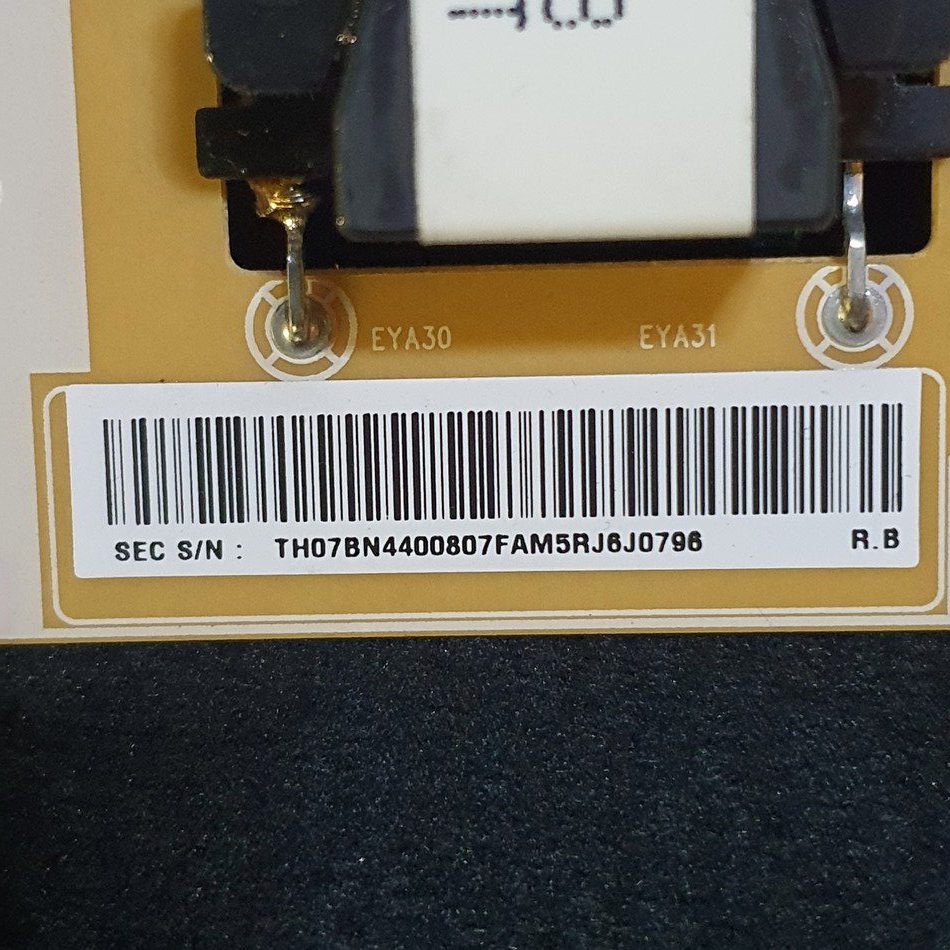 EYA30 EYA31
SEC S/N : TH07BN4400807FAM5RJ6J0796 R.B